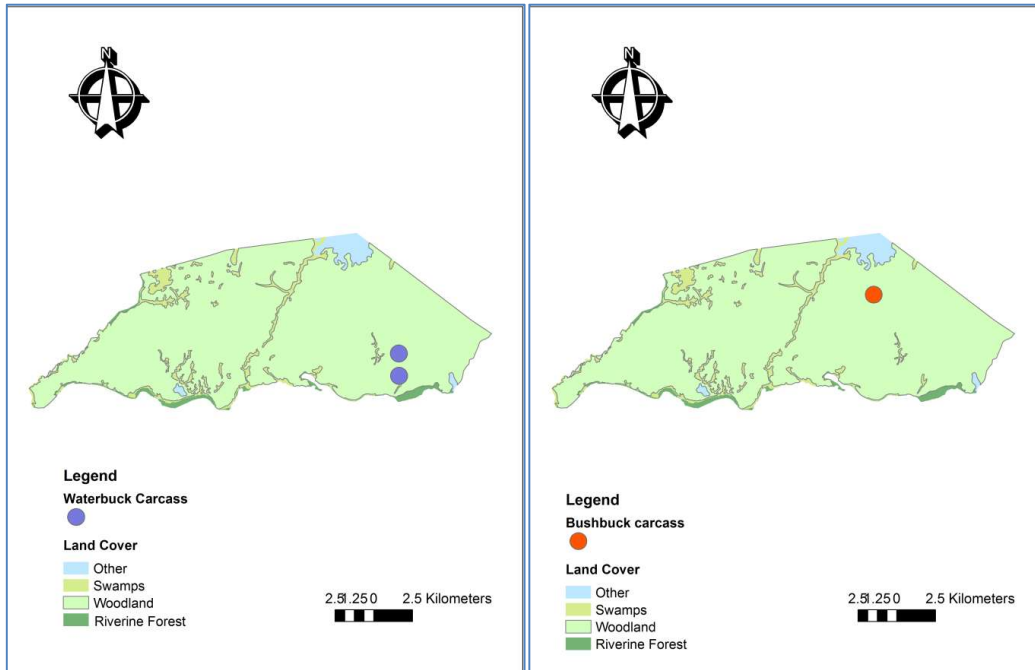 N
Legend
Waterbuck Carcass
Land Cover
Other
Swamps
Woodland
Riverine Forest
2.51.250 2.5 Kilometers
N
Legend
Bushbuck carcass
Land Cover
Other
Swamps
Woodland
Riverine Forest
2.51.250 2.5 Kilometers